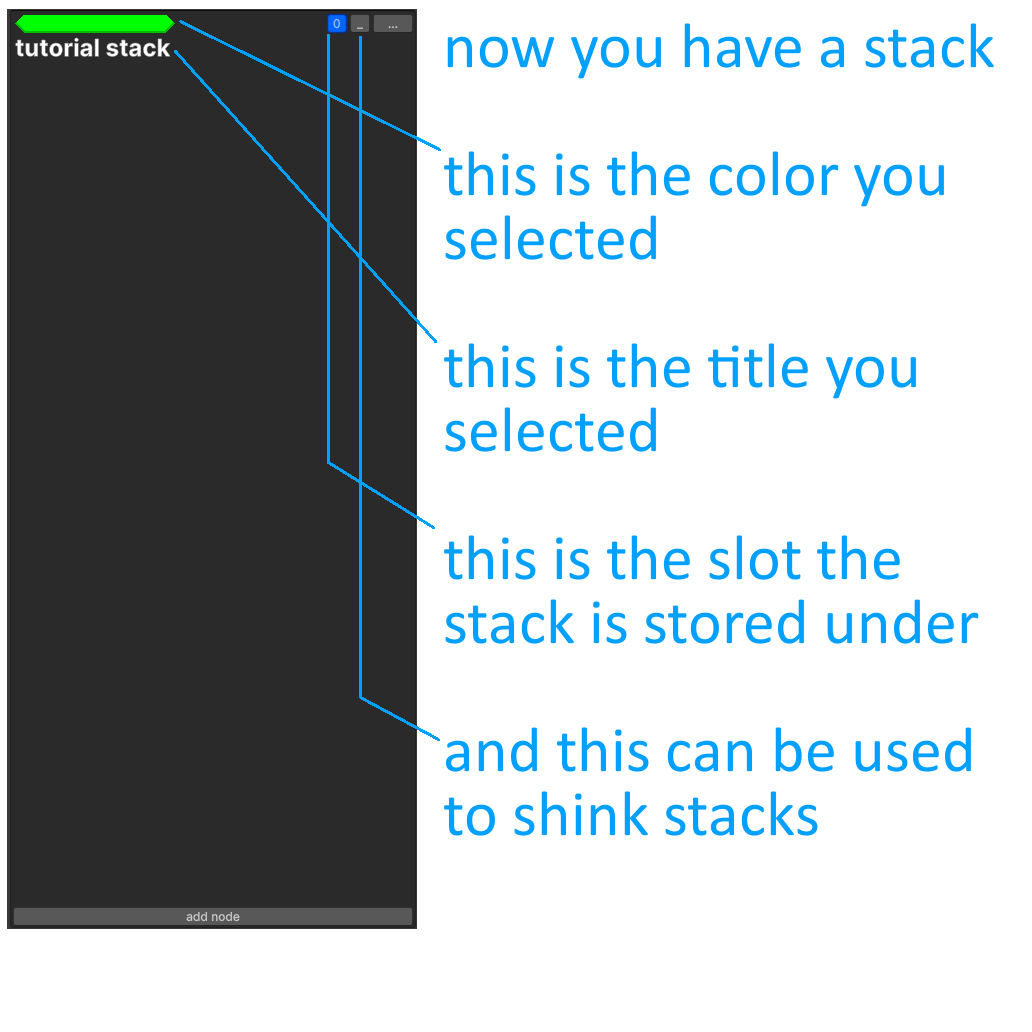 0 _ ...
tutorial stack
now you have a stack
this is the color you
selected
this is the title you
selected
this is the slot the
stack is stored under
and this can be used
to shink stacks
add node